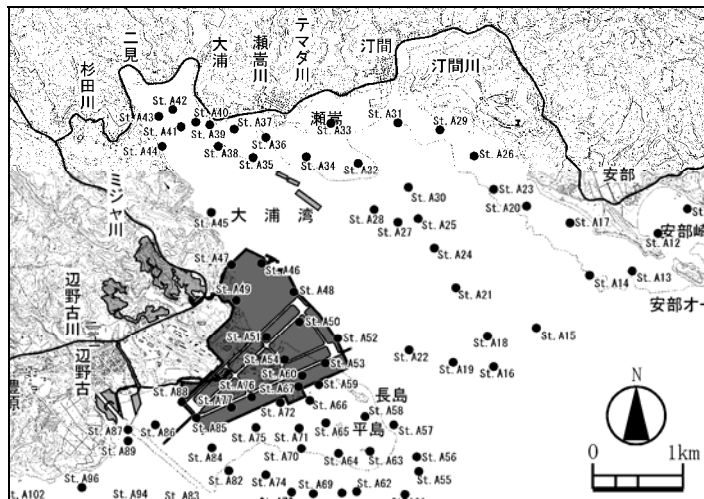 二見
杉田川
大浦
瀬嵩川
テマダ川
汀間
汀間川
瀬嵩
安部
ミジャ川
大浦湾
安部崎
安部オー
辺野古川
辺野古
豊原
長島
平島
St. A42
St. A43
St. A40
St. A41
St. A39
St. A37
St. A33
St. A31
St. A29
St. A44
St. A38
St. A36
St. A35
St. A34
St. A32
St. A26
St. A30
St. A23
St. A20
St. A17
St. A45
St. A28
St. A27
St. A25
St. A12
St. A24
St. A47
St. A46
St. A14
St. A13
St. A49
St. A48
St. A21
St. A50
St. A51
St. A52
St. A18
St. A15
St. A54
St. A53
St. A22
St. A19
St. A16
St. A60
St. A59
St. A88
St. A76
St. A67
St. A77
St. A72
St. A66
St. A58
St. A87
St. A86
St. A85
St. A75
St. A71
St. A65
St. A57
St. A89
St. A84
St. A70
St. A64
St. A63
St. A56
St. A96
St. A82
St. A74
St. A55
St. A102
St. A94
St. A83
St. A69
St. A62
N
0
1km